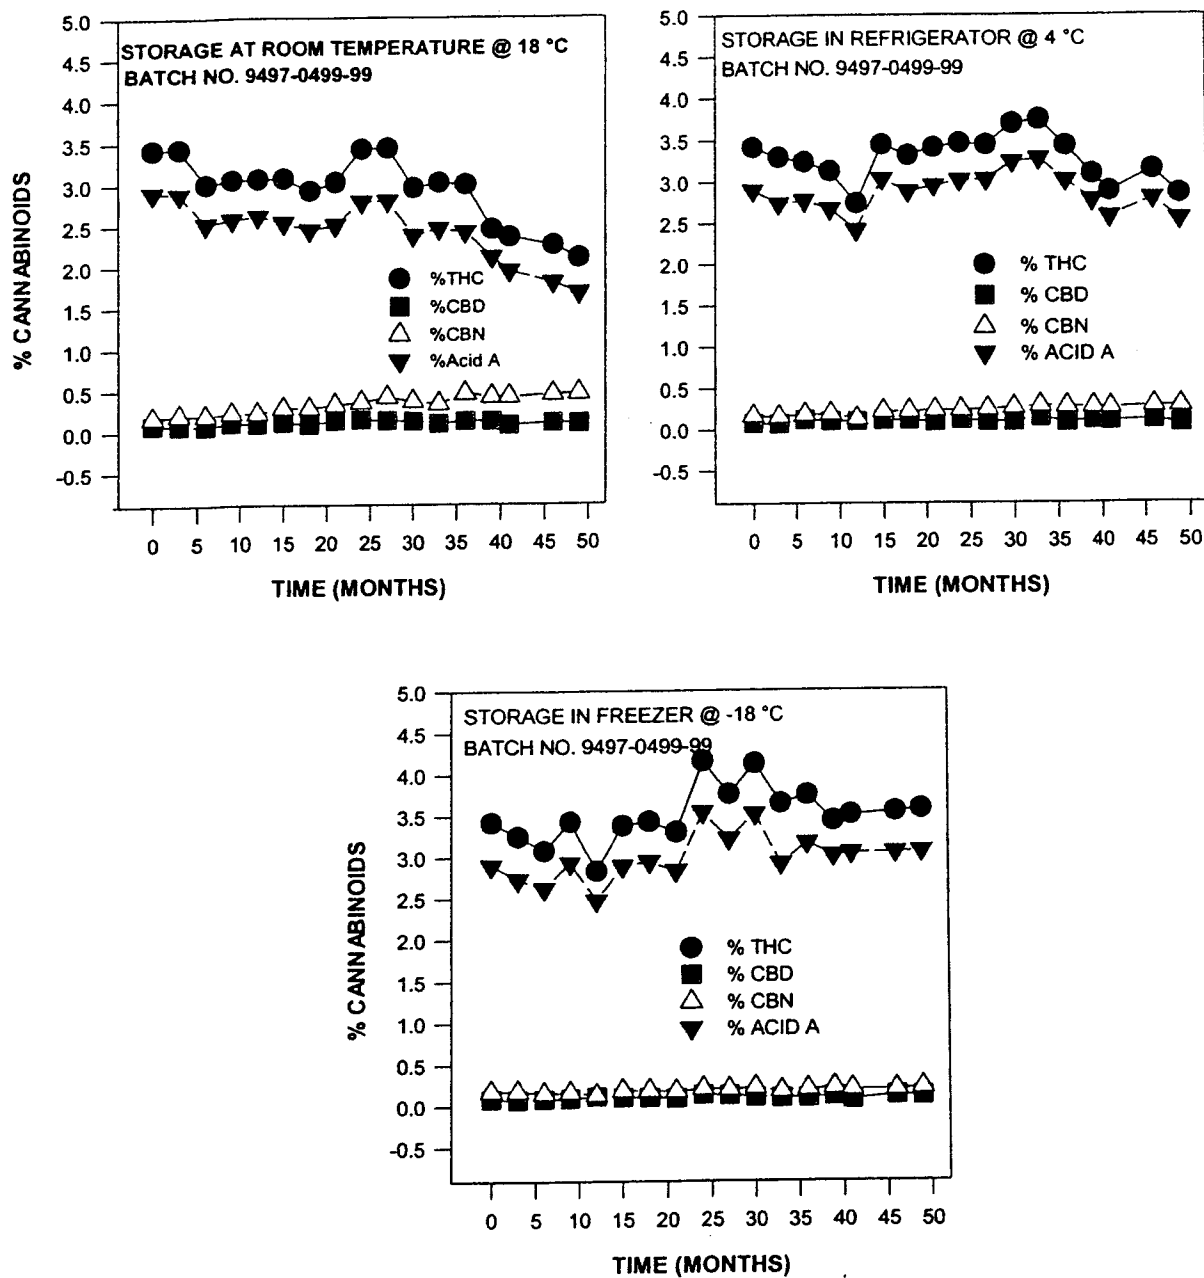 STORAGE AT ROOM TEMPERATURE @ 18 °C
BATCH NO. 9497-0499-99
5.0
4.5
4.0
3.5
3.0
2.5
2.0
1.5
1.0
0.5
0.0
-0.5
% CANNABINOIDS
%THC
%CBD
%CBN
%Acid A
0 5 10 15 20 25 30 35 40 45 50
TIME (MONTHS)
STORAGE IN REFRIGERATOR @ 4 °C
BATCH NO. 9497-0499-99
5.0
4.5
4.0
3.5
3.0
2.5
2.0
1.5
1.0
0.5
0.0
-0.5
% THC
% CBD
% CBN
% ACID A
0 5 10 15 20 25 30 35 40 45 50
TIME (MONTHS)
STORAGE IN FREEZER @ -18 °C
BATCH NO. 9497-0499-99
5.0
4.5
4.0
3.5
3.0
2.5
2.0
1.5
1.0
0.5
0.0
-0.5
% CANNABINOIDS
% THC
% CBD
% CBN
% ACID A
0 5 10 15 20 25 30 35 40 45 50
TIME (MONTHS)